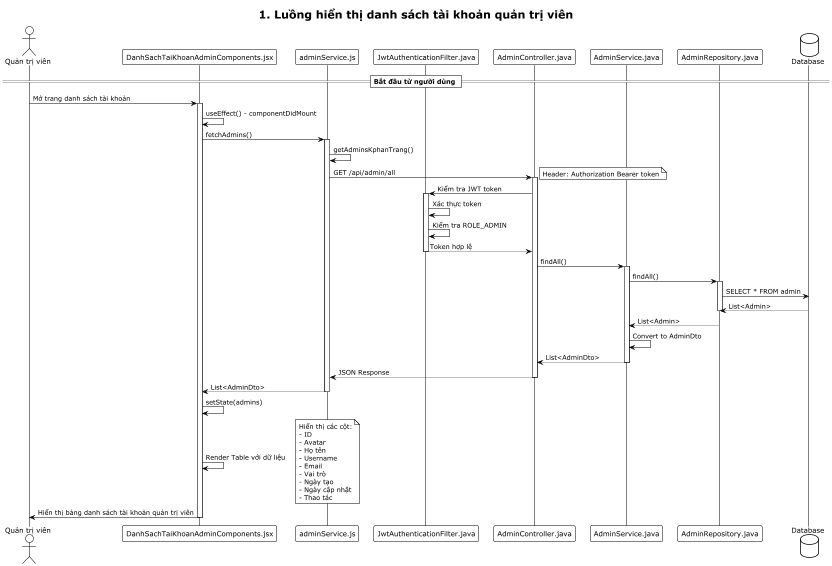 1. Luồng hiển thị danh sách tài khoản quản trị viên
Quản trị viên
DanhSachTaiKhoanAdminComponents.jsx
adminService.js
JwtAuthenticationFilter.java
AdminController.java
AdminService.java
AdminRepository.java
Database
Bắt đầu từ người dùng
Mở trang danh sách tài khoản
useEffect() - componentDidMount
fetchAdmins()
getAdminsKphanTrang()
GET /api/admin/all
Header: Authorization Bearer token
Kiểm tra JWT token
Xác thực token
Kiểm tra ROLE_ADMIN
Token hợp lệ
findAll()
findAll()
SELECT * FROM admin
List<Admin>
List<Admin>
Convert to AdminDto
List<AdminDto>
JSON Response
List<AdminDto>
setState(admins)
Hiển thị các cột:
- ID
- Avatar
- Họ tên
- Username
- Email
- Vai trò
- Ngày tạo
- Ngày cập nhật
- Thao tác
Render Table với dữ liệu
Hiển thị bảng danh sách tài khoản quản trị viên
Quản trị viên
DanhSachTaiKhoanAdminComponents.jsx
adminService.js
JwtAuthenticationFilter.java
AdminController.java
AdminService.java
AdminRepository.java
Database